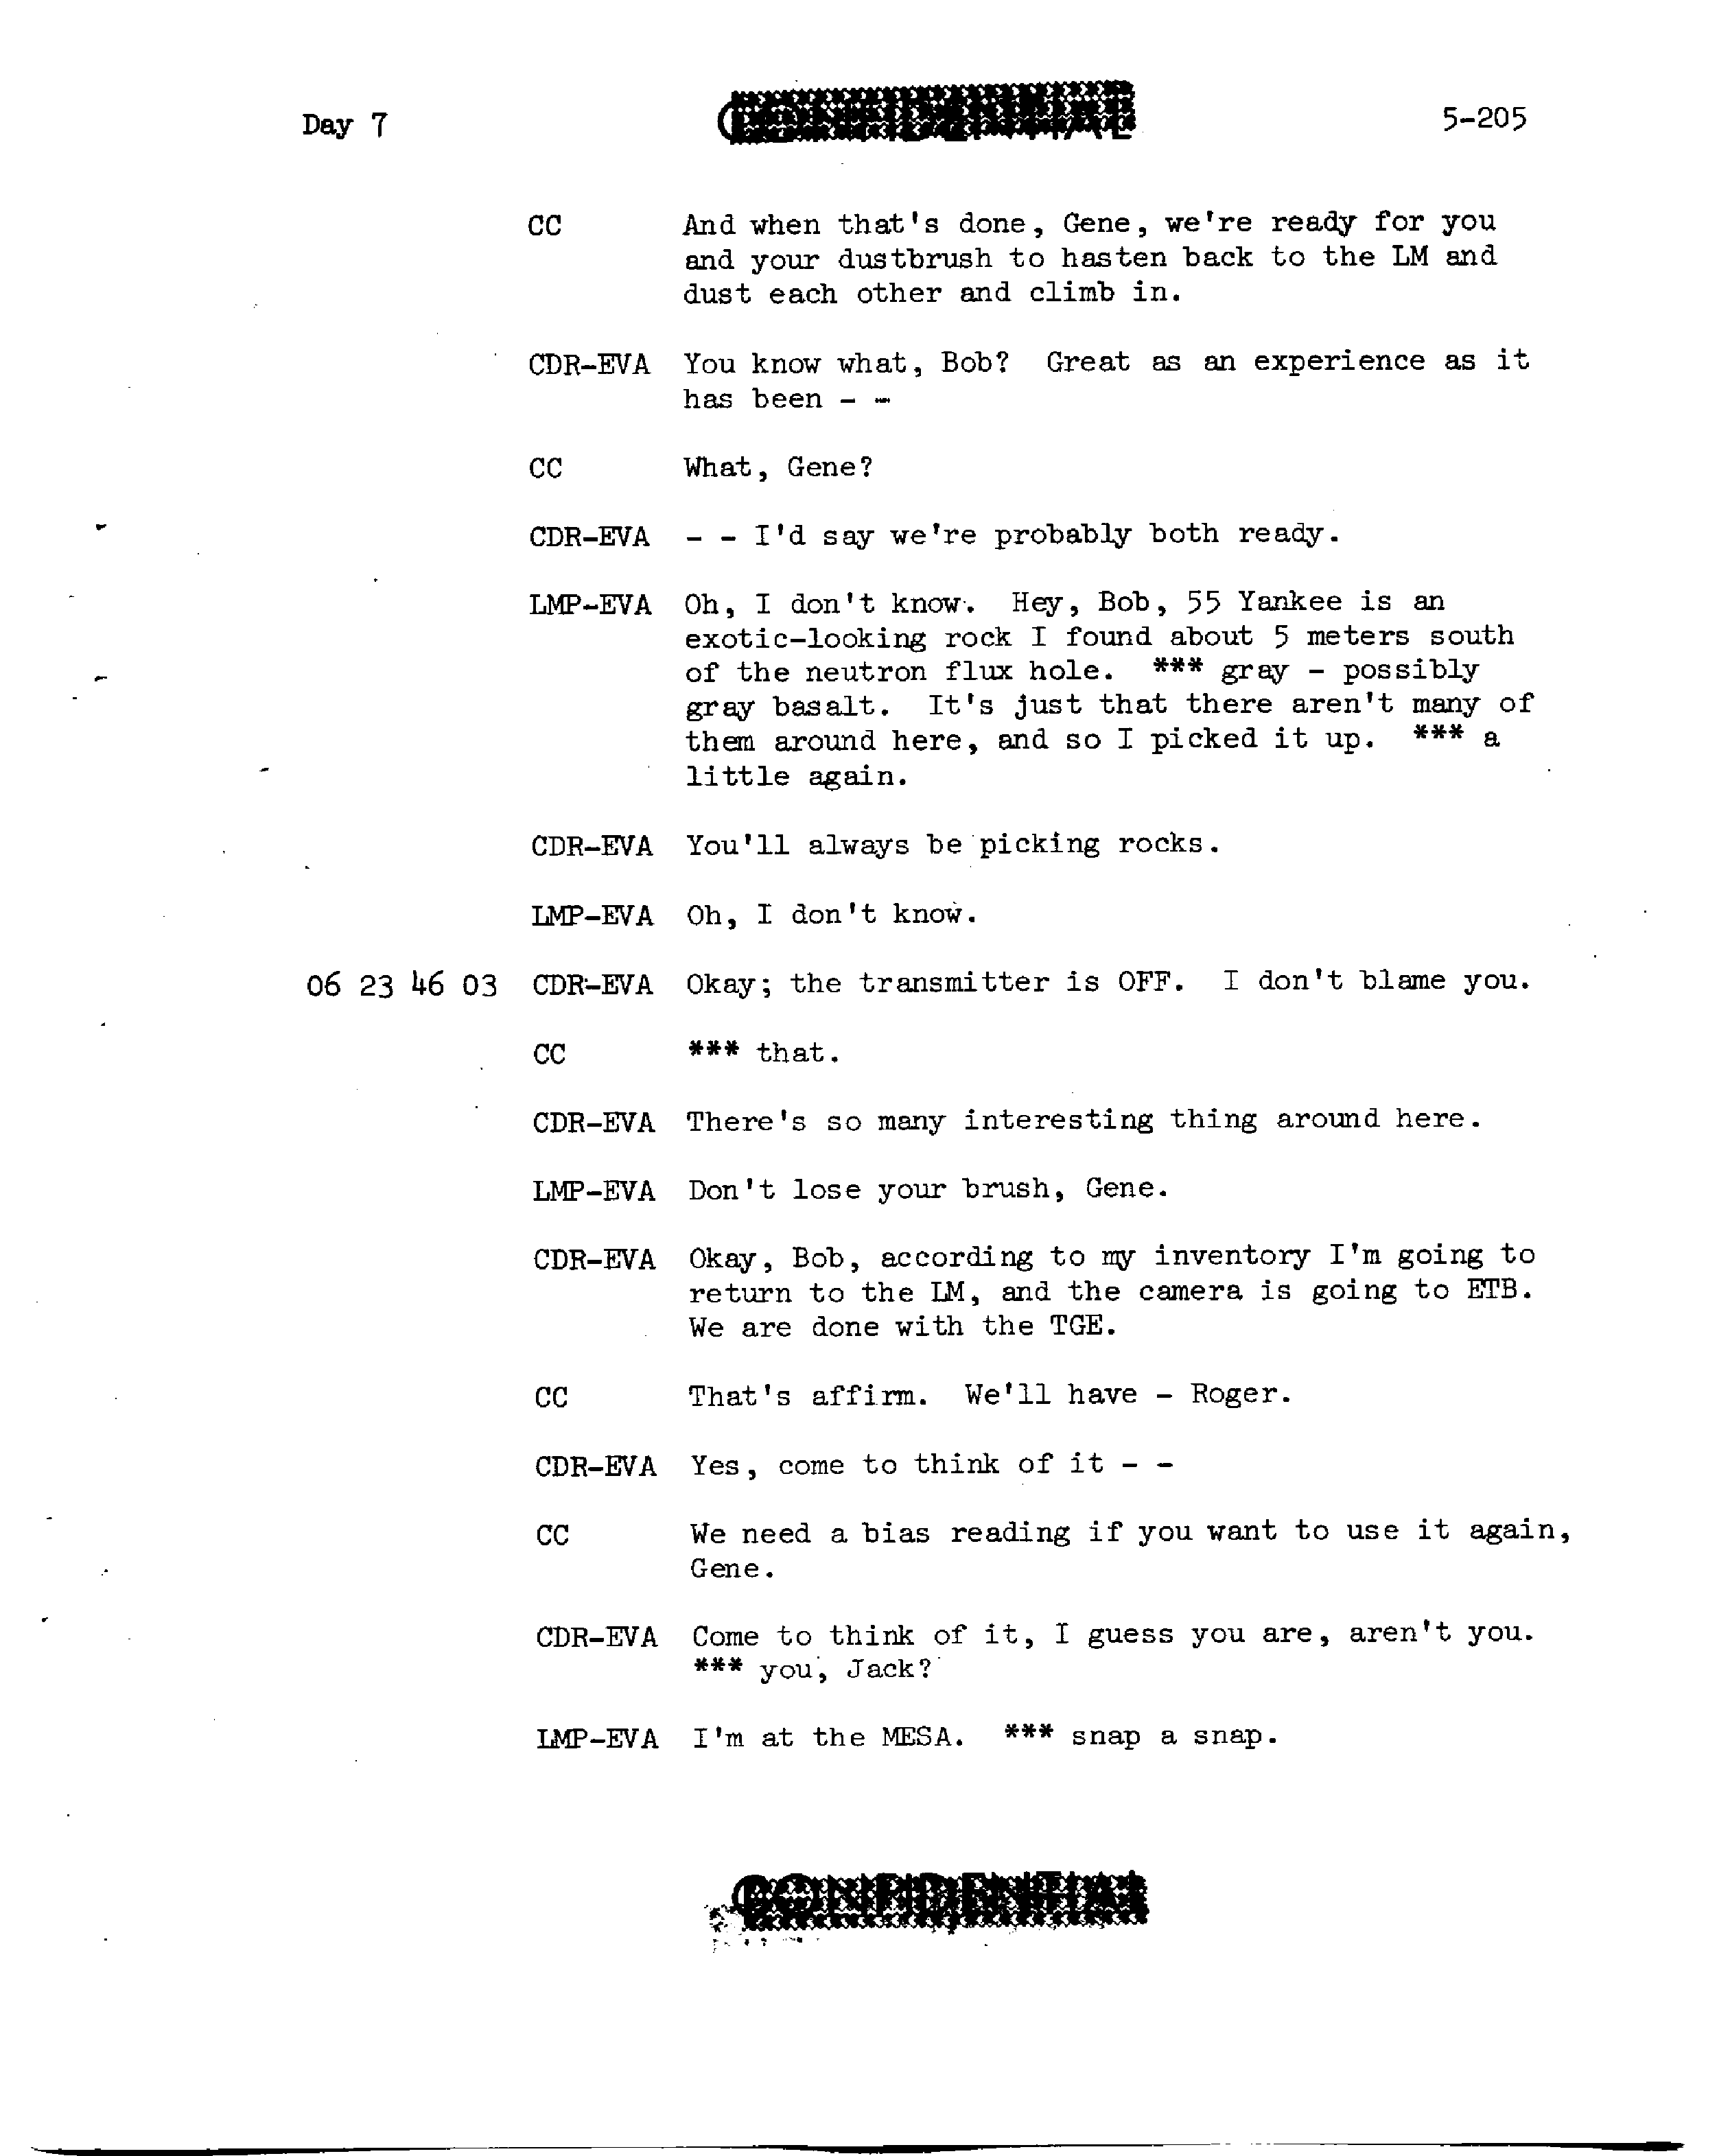 Day 7
CONFIDENTIAL
5-205
CC And when that's done, Gene, we're ready for you
and your dustbrush to hasten back to the LM and
dust each other and climb in.
CDR-EVA You know what, Bob? Great as an experience as it
has been - -
CC What, Gene?
CDR-EVA - - I'd say we're probably both ready.
LMP-EVA Oh, I don't know. Hey, Bob, 55 Yankee is an
exotic-looking rock I found about 5 meters south
of the neutron flux hole. *** gray - possibly
gray basalt. It's just that there aren't many of
them around here, and so I picked it up. *** a
little again.
CDR-EVA You'll always be picking rocks.
LMP-EVA Oh, I don't know.
06 23 46 03 CDR-EVA Okay; the transmitter is OFF. I don't blame you.
CC *** that.
CDR-EVA There's so many interesting thing around here.
LMP-EVA Don't lose your brush, Gene.
CDR-EVA Okay, Bob, according to my inventory I'm going to
return to the LM, and the camera is going to ETB.
We are done with the TGE.
CC That's affirm. We'll have - Roger.
CDR-EVA Yes, come to think of it - -
CC We need a bias reading if you want to use it again,
Gene.
CDR-EVA Come to think of it, I guess you are, aren't you.
*** you, Jack?
LMP-EVA I'm at the MESA. *** snap a snap.
CONFIDENTIAL